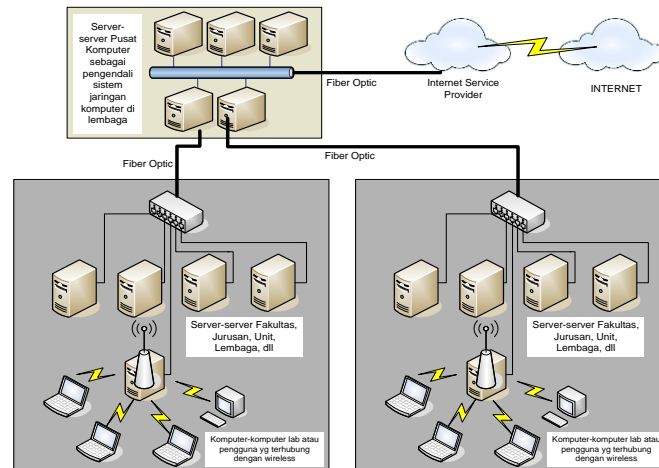 Server-
server Pusat
Komputer
sebagai
pengendali
sistem
jaringan
komputer di
lembaga
Fiber Optic
Internet Service
Provider
INTERNET
Fiber Optic
Fiber Optic
Server-server Fakultas,
Jurusan, Unit,
Lembaga, dll
Server-server Fakultas,
Jurusan, Unit,
Lembaga, dll
Komputer-komputer lab atau
pengguna yg terhubung
dengan wireless
Komputer-komputer lab atau
pengguna yg terhubung
dengan wireless